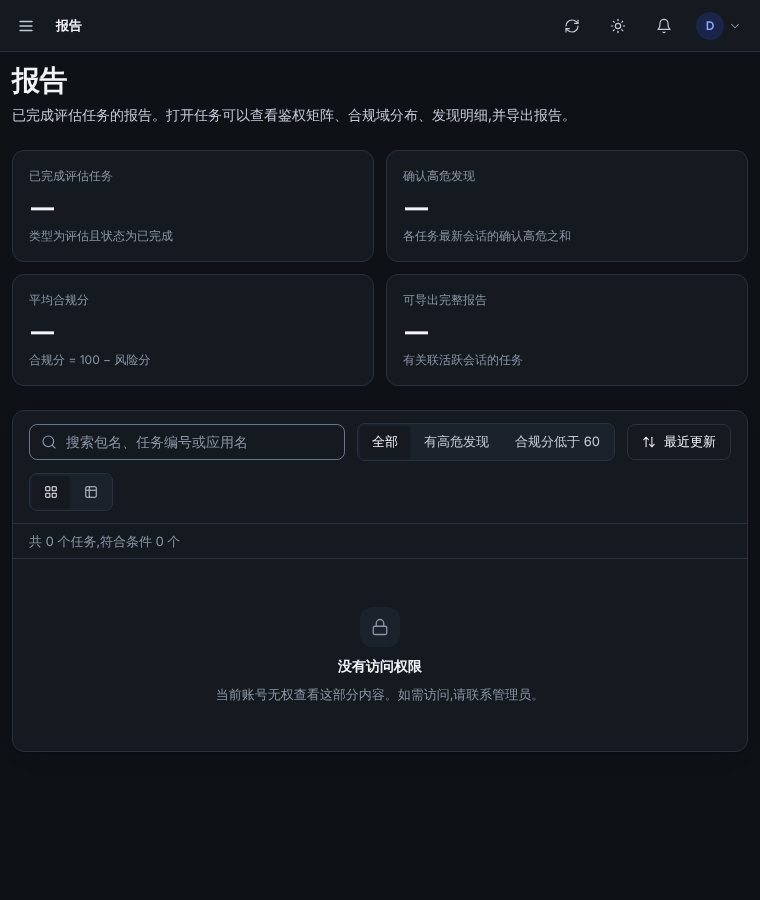 报告
D
报告
已完成评估任务的报告。打开任务可以查看鉴权矩阵、合规域分布、发现明细,并导出报告。
已完成评估任务
—
类型为评估且状态为已完成
确认高危发现
—
各任务最新会话的确认高危之和
平均合规分
—
合规分 = 100 − 风险分
可导出完整报告
—
有关联活跃会话的任务
搜索包名、任务编号或应用名
全部
有高危发现
合规分低于 60
最近更新
共 0 个任务,符合条件 0 个
没有访问权限
当前账号无权查看这部分内容。如需访问,请联系管理员。